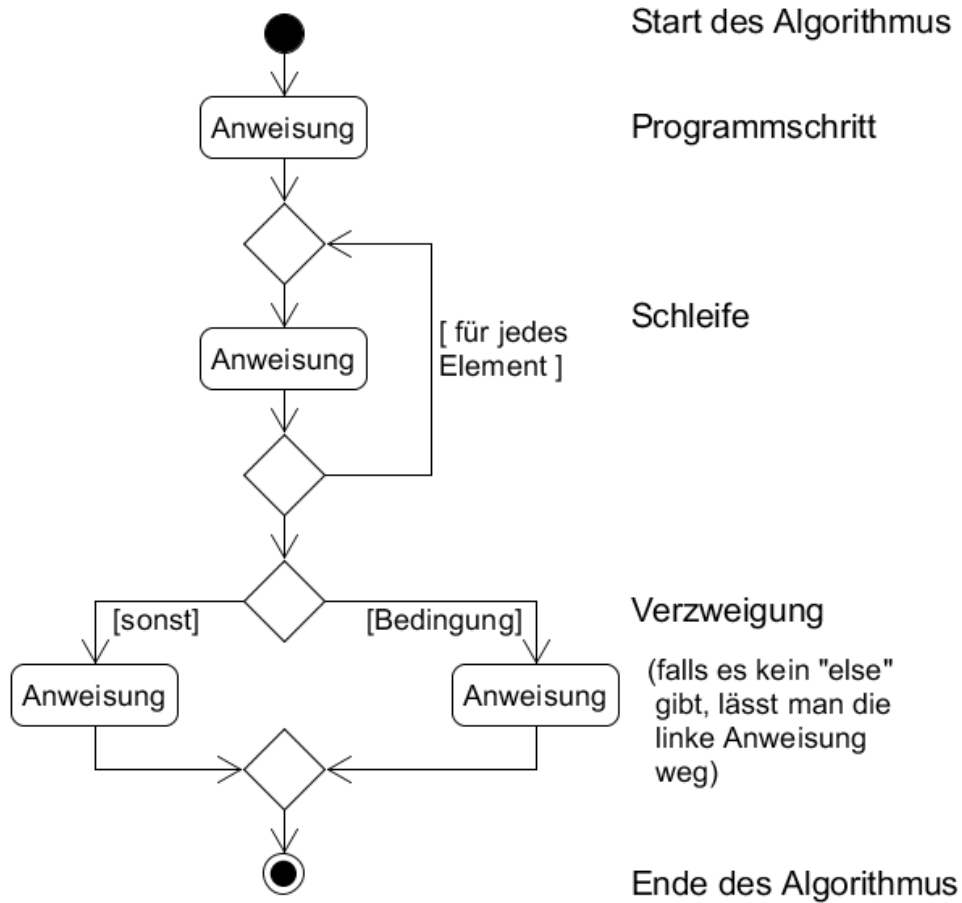 Start des Algorithmus
Anweisung
Programmschritt
Anweisung
[ für jedes
Element ]
Schleife
[sonst]
[Bedingung]
Verzweigung
Anweisung
Anweisung
(falls es kein "else"
gibt, lässt man die
linke Anweisung
weg)
Ende des Algorithmus